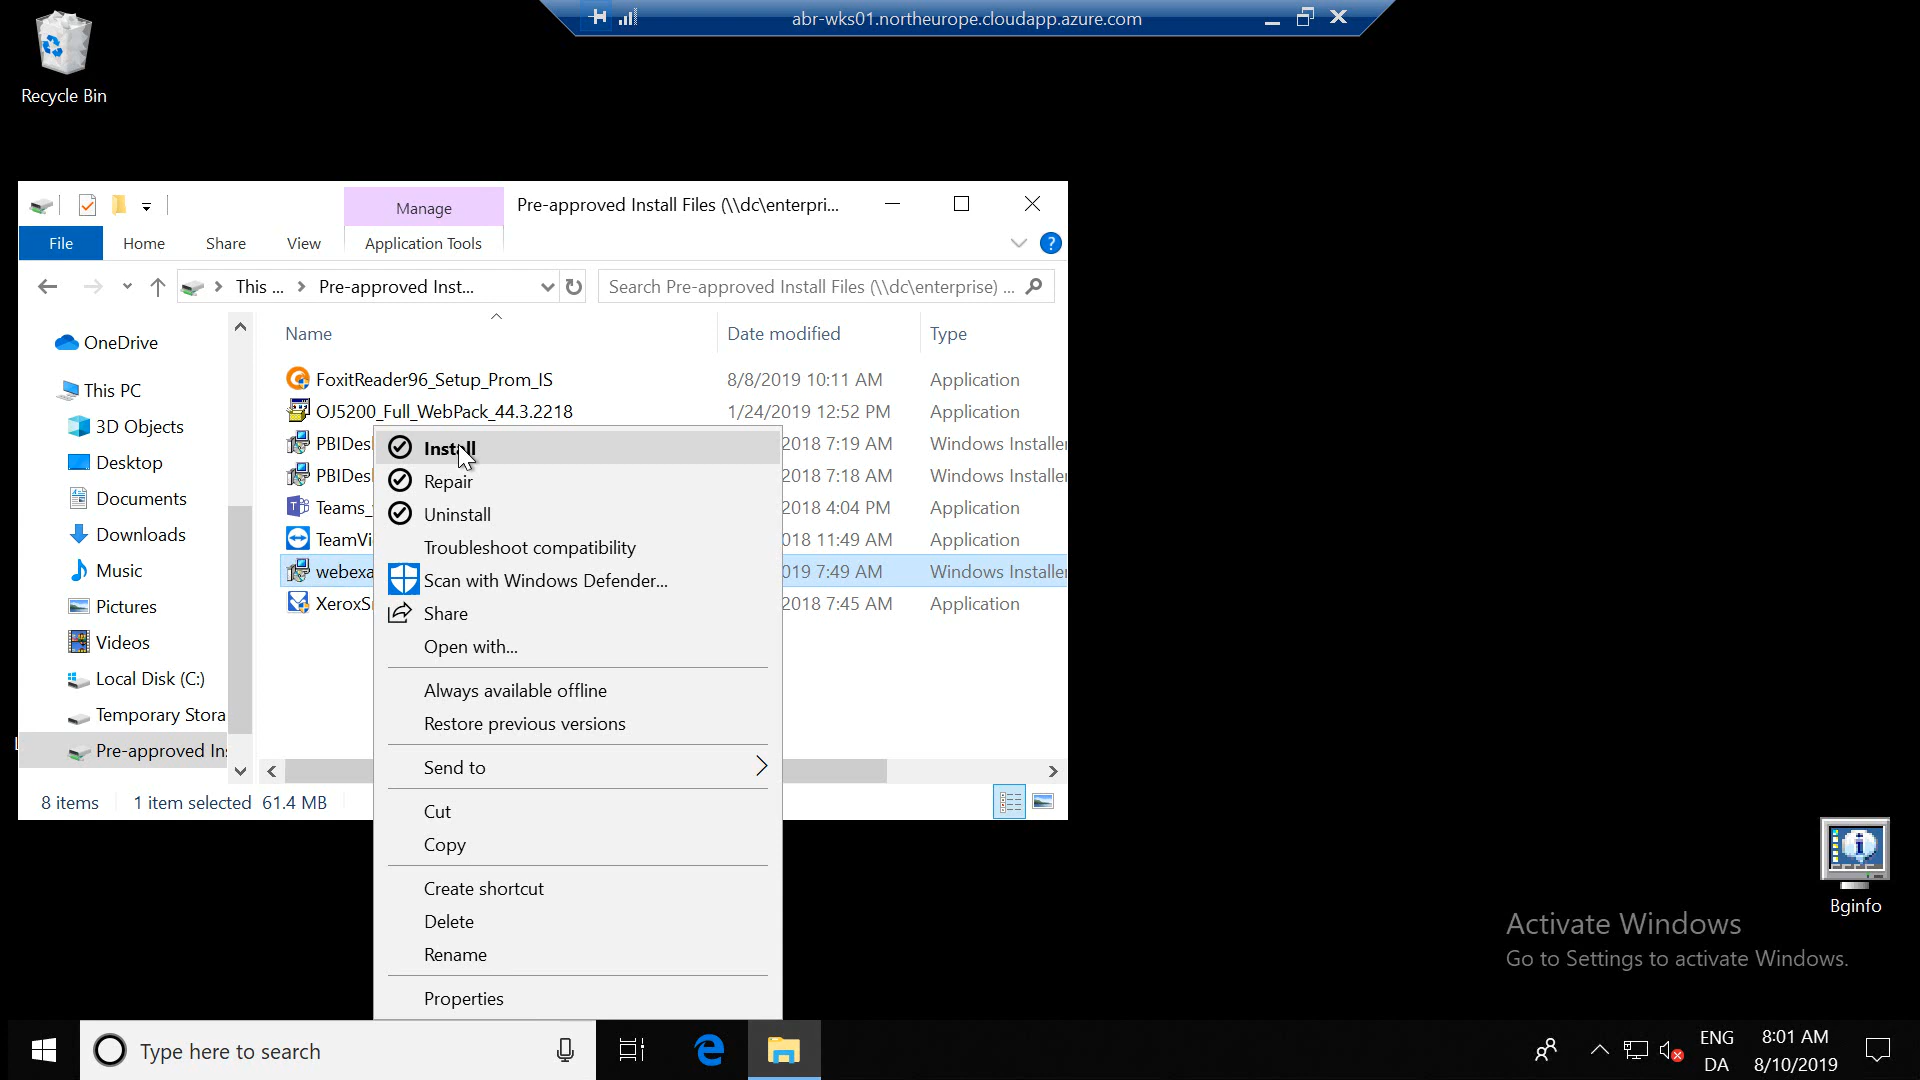 abr-wks01.northeurope.cloudapp.azure.com
Recycle Bin
Manage
Pre-approved Install Files (\\dc\enterpri...
File
Home
Share
View
Application Tools
This ...
Pre-approved Inst...
Search Pre-approved Install Files (\\dc\enterprise) ...
Name
Date modified
Type
OneDrive
This PC
3D Objects
Desktop
Documents
Downloads
Music
Pictures
Videos
Local Disk (C:)
Temporary Stora
Pre-approved Ins
FoxitReader96_Setup_Prom_IS 8/8/2019 10:11 AM Application
OJ5200_Full_WebPack_44.3.2218 1/24/2019 12:52 PM Application
PBIDes 2018 7:19 AM Windows Installer
PBIDes 2018 7:18 AM Windows Installer
Teams_ 2018 4:04 PM Application
TeamVi 018 11:49 AM Application
webexa 019 7:49 AM Windows Installer
XeroxS 2018 7:45 AM Application
Install
Repair
Uninstall
Troubleshoot compatibility
Scan with Windows Defender...
Share
Open with...
Always available offline
Restore previous versions
Send to
Cut
Copy
Create shortcut
Delete
Rename
Properties
8 items
1 item selected 61.4 MB
Bginfo
Activate Windows
Go to Settings to activate Windows.
Type here to search
ENG
DA
8:01 AM
8/10/2019